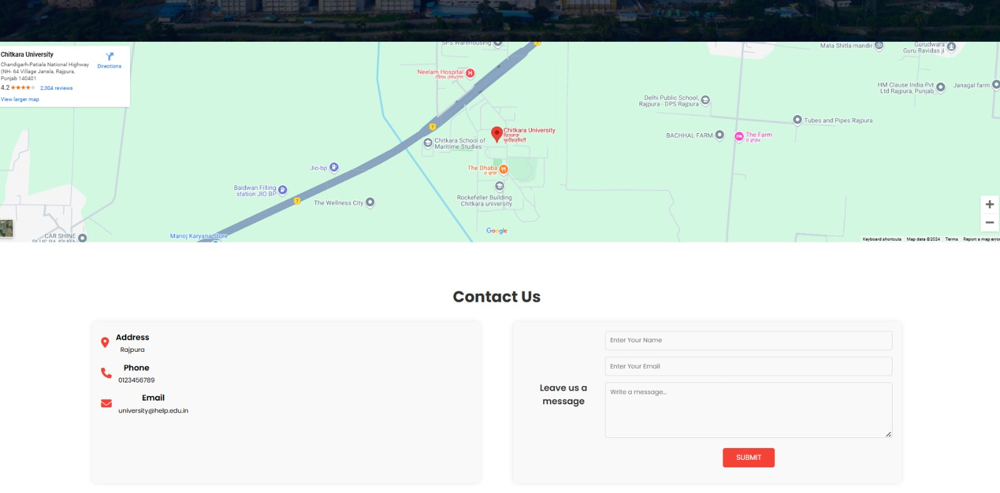 Chitkara University
Chandigarh-Patiala National Highway
(NH- 64 Village Jansla, Rajpura,
Punjab 140401
4.2
2,304 reviews
View larger map
Directions
SPS Warehousing
7
Mata Shitla mandir
Gurudwara
Guru Ravidas ji
Neelam Hospital
ਨੀਲਮ ਹਸਪਤਾਲ
H
HM Clause India Pvt
Ltd Rajpura, Punjab
Janagal farm
Delhi Public School,
Rajpura - DPS Rajpura
Tubes and Pipes Rajpura
7
Chitkara University
ਚਿਤਕਾਰਾ
ਯੂਨੀਵਰਸਿਟੀ
BACHHAL FARM
The Farm
ਦ ਫਾਰਮ
Chitkara School of
Maritime Studies
Jio-bp
The Dhaba
ਦ ਢਾਬਾ
Baidwan Filling
station JIO BP
7
The Wellness City
Rockefeller Building
Chitkara university
CAR SHINE
PLUS RAJPURA
Manoj Karyana Store
Google
Keyboard shortcuts
Map data ©2024
Terms
Report a map error
Contact Us
Address
Rajpura
Phone
0123456789
Email
university@help.edu.in
Leave us a
message
Enter Your Name
Enter Your Email
Write a message...
SUBMIT